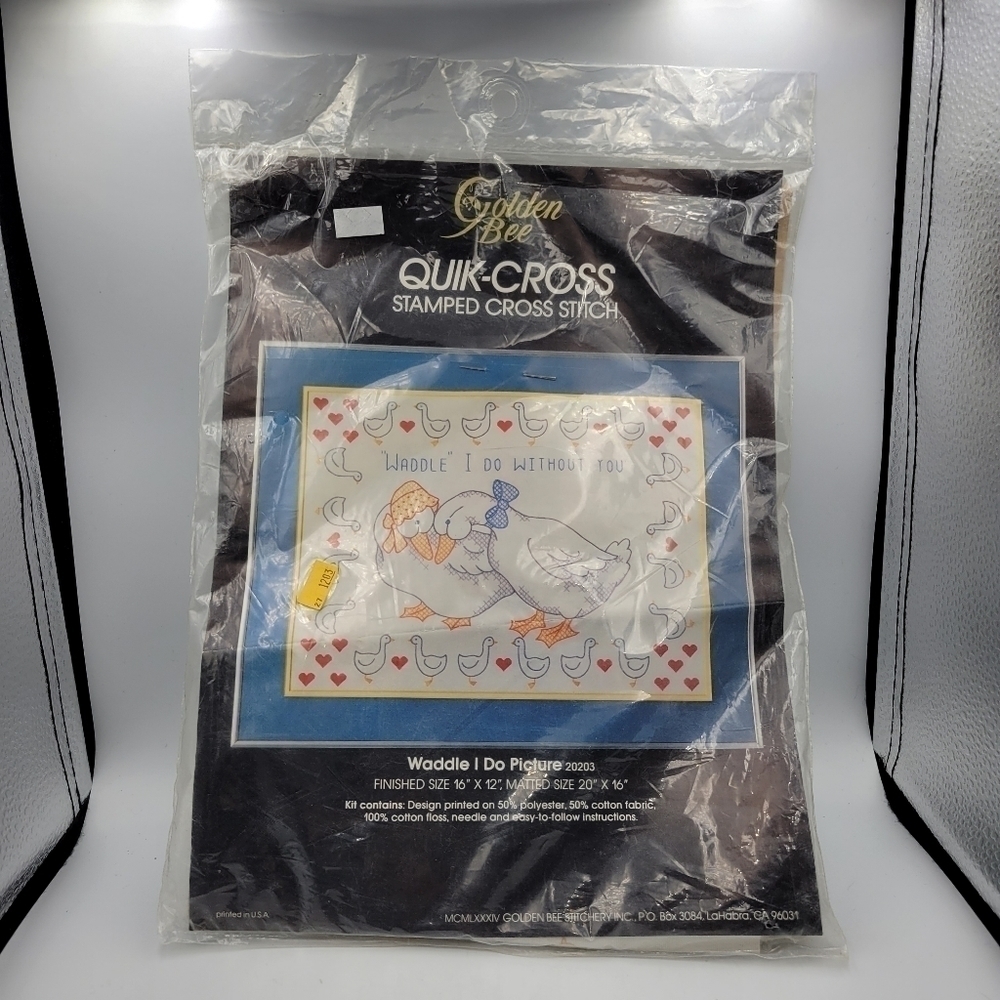 Golden
Bee
QUIK-CROSS
STAMPED CROSS STITCH
"WADDLE" I DO WITHOUT YOU
27 1203
Waddle I Do Picture 20203
FINISHED SIZE 16" X 12", MATTED SIZE 20" X 16"
Kit contains: Design printed on 50% polyester, 50% cotton fabric,
100% cotton floss, needle and easy-to-follow instructions.
printed in U.S.A.
MCMLXXXIV GOLDEN BEE STITCHERY INC., P.O. Box 3084, LaHabra, CA 96031